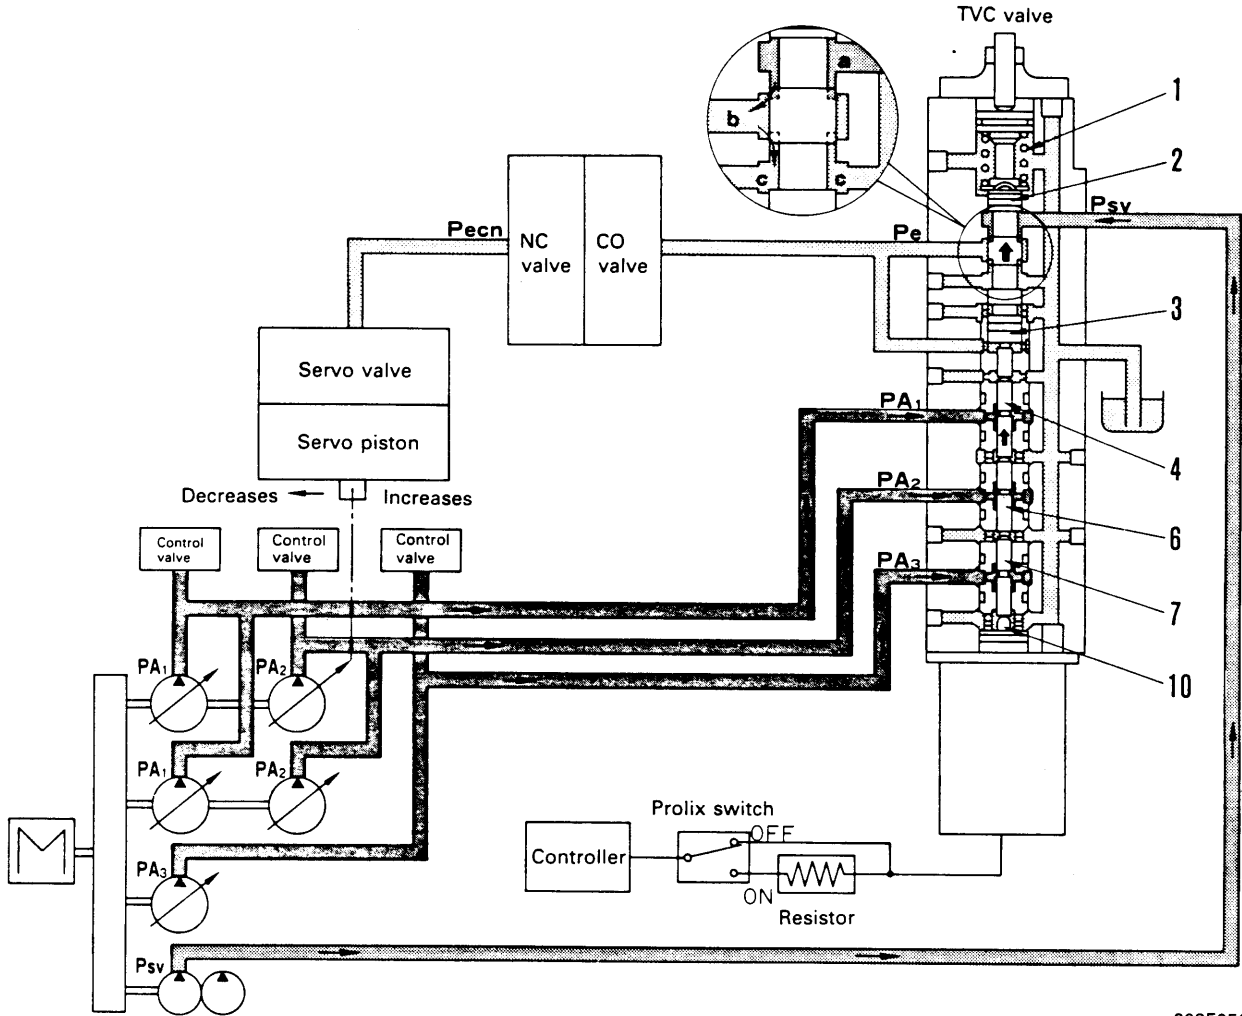 TVC valve
1
a
b
c
c
2
Psv
Pecn
Pe
NC
valve
CO
valve
3
Servo valve
PA1
Servo piston
4
PA2
Decreases
Increases
Control
valve
Control
valve
Control
valve
6
PA3
7
PA1
PA2
10
PA1
PA2
Prolix switch
OFF
Controller
PA3
ON
Resistor
Psv